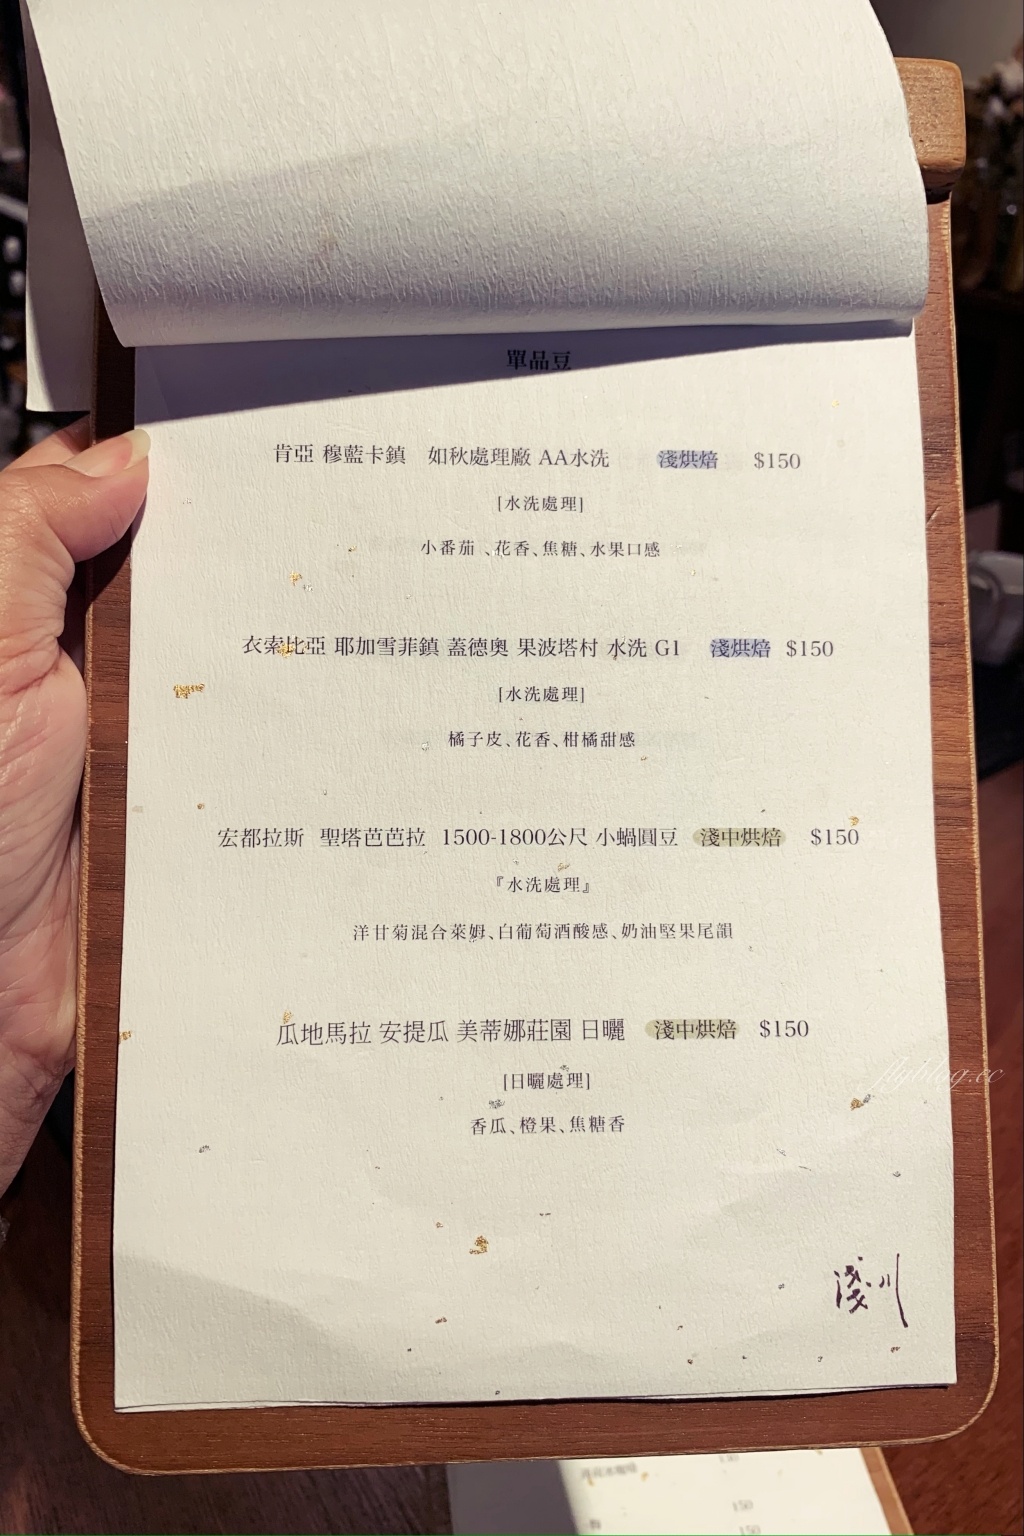 單品豆
肯亞 穆藍卡鎮 如秋處理廠 AA水洗 淺烘焙 $150
[水洗處理]
小番茄、花香、焦糖、水果口感
衣索比亞 耶加雪菲鎮 蓋德奧 果波塔村 水洗 G1 淺烘焙 $150
[水洗處理]
橘子皮、花香、柑橘甜感
宏都拉斯 聖塔芭芭拉 1500-1800公尺 小蝸圓豆 淺中烘焙 $150
『水洗處理』
洋甘菊混合萊姆、白葡萄酒酸感、奶油堅果尾韻
瓜地馬拉 安提瓜 美蒂娜莊園 日曬 淺中烘焙 $150
[日曬處理]
香瓜、橙果、焦糖香
淺川
150
150
150